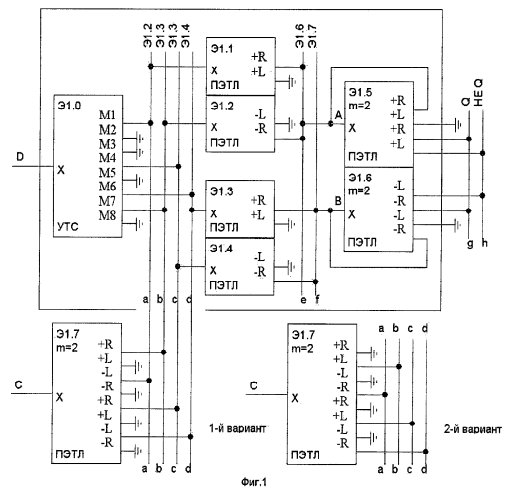 Э1.2
Э1.3
Э1.3
Э1.4
Э1.6
Э1.7
Э1.1
+R
+L
X
ПЭТЛ
Э1.2
-L
-R
X
ПЭТЛ
Э1.0
M1
M2
M3
M4
M5
M6
M7
M8
D
X
УТС
Э1.5
m=2
+R
+L
+R
+L
A
X
ПЭТЛ
Q
НЕ Q
Э1.6
m=2
-L
-R
-L
-R
B
X
ПЭТЛ
Э1.3
+R
+L
X
ПЭТЛ
Э1.4
-L
-R
X
ПЭТЛ
g h
a b c d
e f
Э1.7
m=2
+R
+L
-L
-R
+R
+L
-L
-R
C
X
ПЭТЛ
a b c d
1-й вариант
Э1.7
m=2
+R
+L
-L
-R
+R
+L
-L
-R
C
X
ПЭТЛ
a b c d
a b c d
2-й вариант
Фиг.1